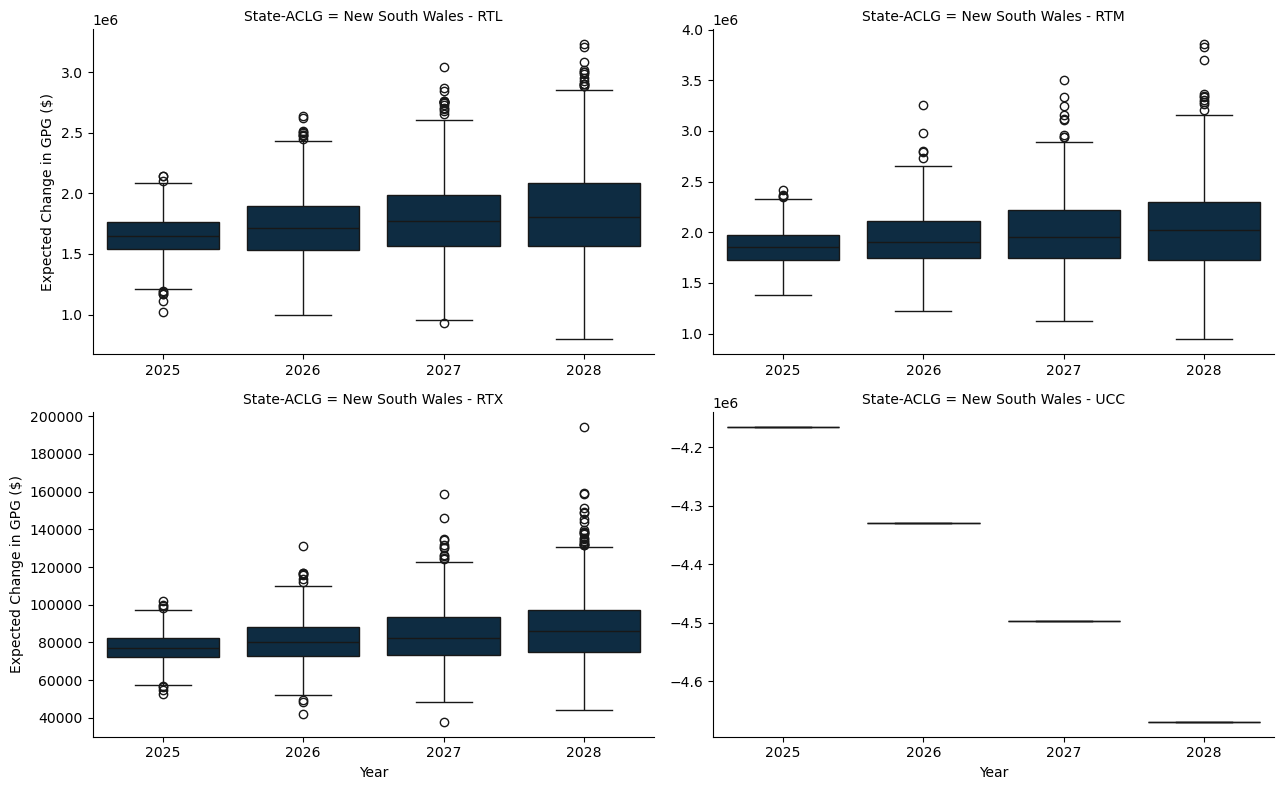 State-ACLG = New South Wales - RTL
1e6
Expected Change in GPG ($)
3.0
2.5
2.0
1.5
1.0
2025 2026 2027 2028
State-ACLG = New South Wales - RTM
1e6
4.0
3.5
3.0
2.5
2.0
1.5
1.0
2025 2026 2027 2028
State-ACLG = New South Wales - RTX
Expected Change in GPG ($)
200000
180000
160000
140000
120000
100000
80000
60000
40000
2025 2026 2027 2028
Year
State-ACLG = New South Wales - UCC
1e6
−4.2
−4.3
−4.4
−4.5
−4.6
2025 2026 2027 2028
Year